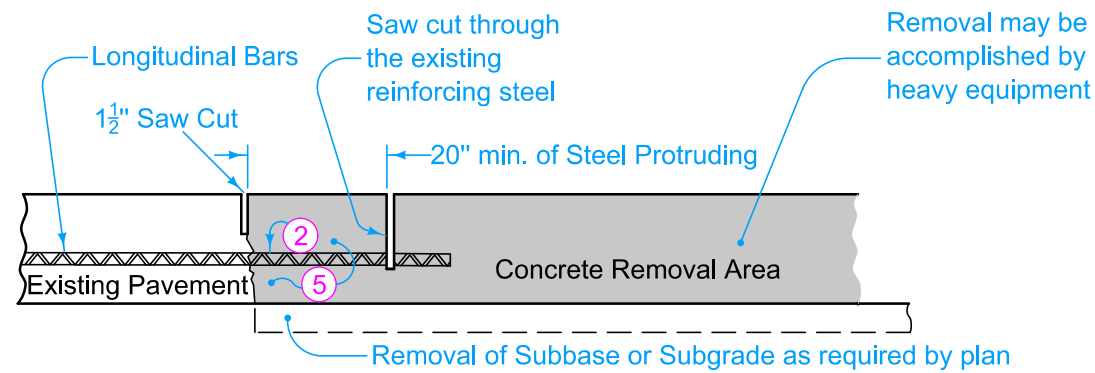 Saw cut through
the existing
reinforcing steel
Removal may be
accomplished by
heavy equipment
Longitudinal Bars
1½" Saw Cut
20" min. of Steel Protruding
2
5
Existing Pavement
Concrete Removal Area
Removal of Subbase or Subgrade as required by plan